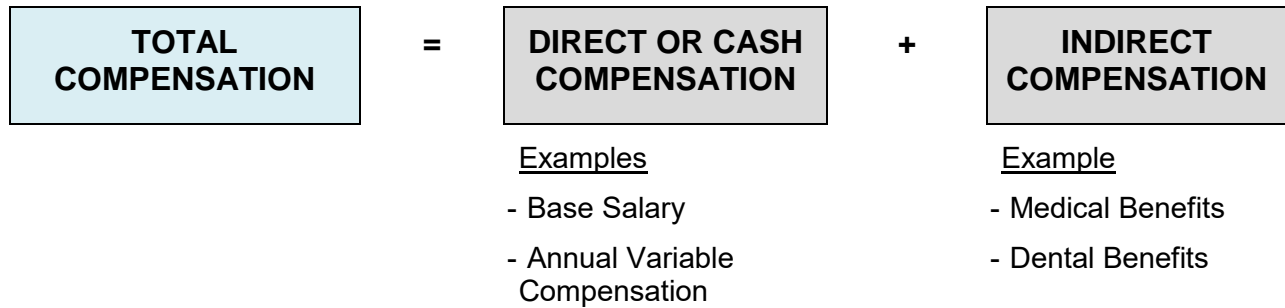 TOTAL
COMPENSATION
=
DIRECT OR CASH
COMPENSATION
+
INDIRECT
COMPENSATION
Examples
- Base Salary
- Annual Variable
Compensation
Example
- Medical Benefits
- Dental Benefits